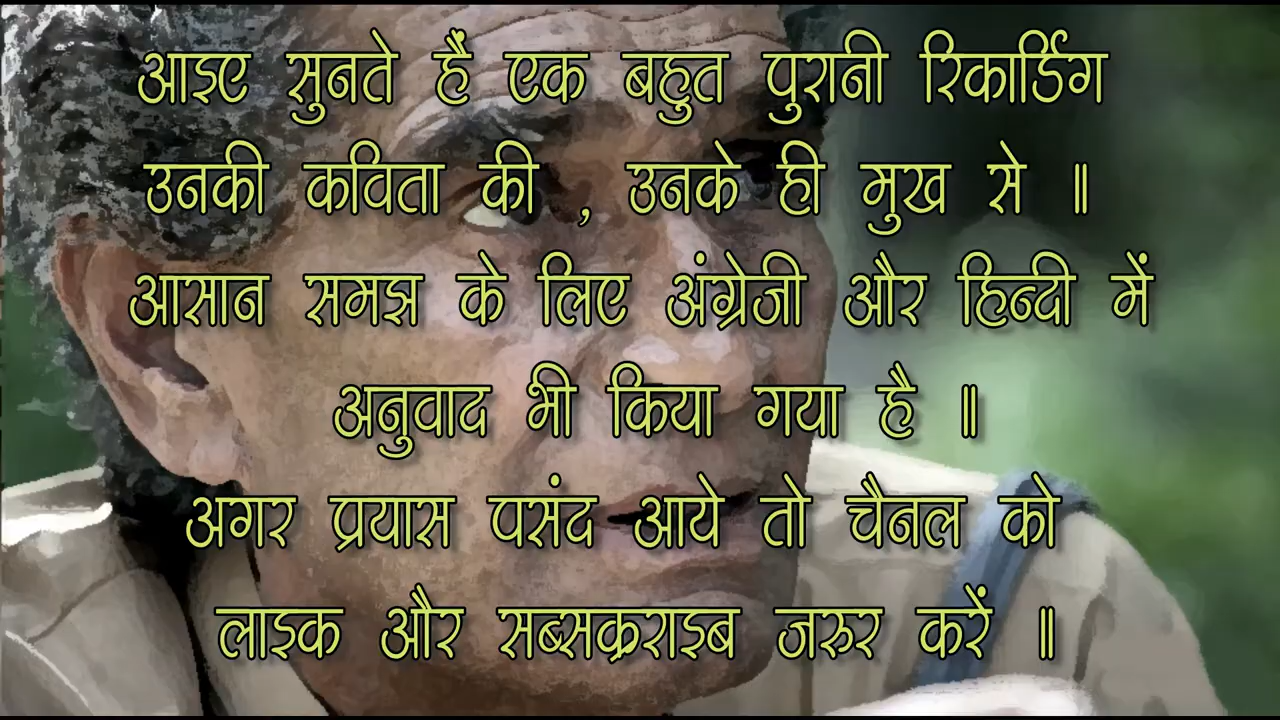 आइए सुनते हैं एक बहुत पुरानी रिकार्डिग
उनकी कविता की , उनके ही मुख से ॥
आसान समझ के लिए अंग्रेजी और हिन्दी में
अनुवाद भी किया गया है ॥
अगर प्रयास पसंद आये तो चैनल को
लाइक और सब्सक्रराइब जरुर करें ॥